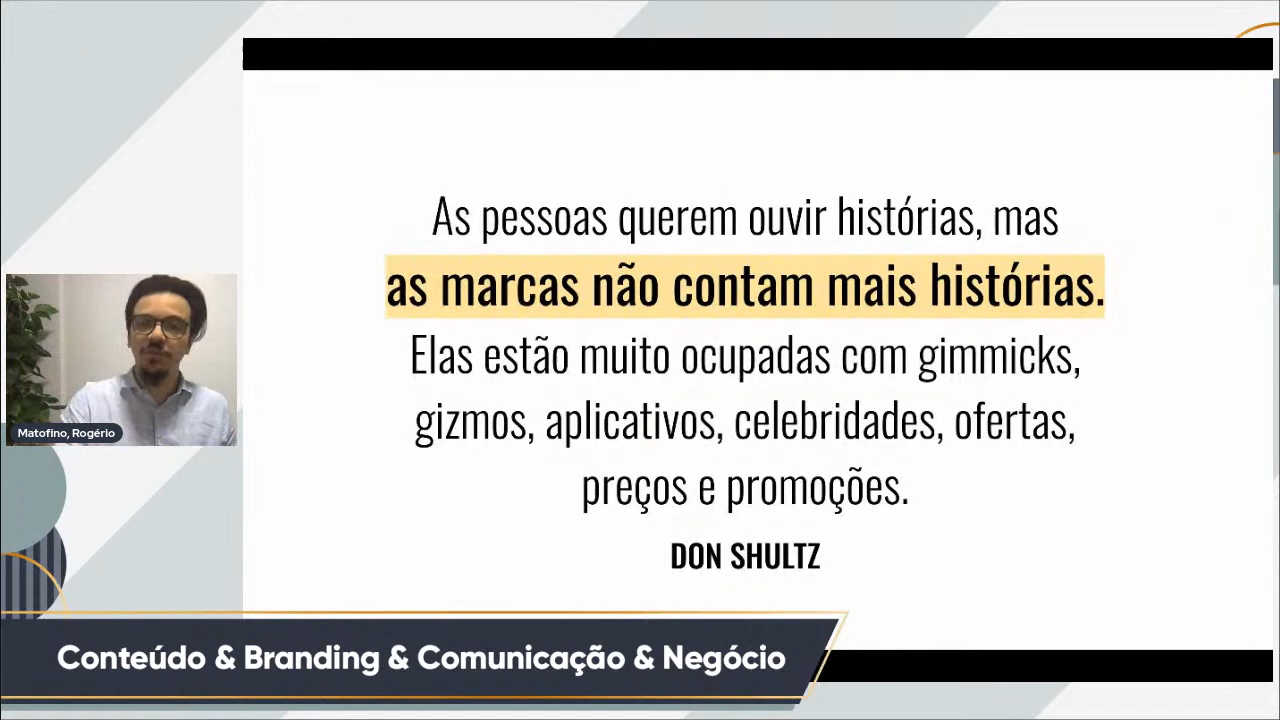 As pessoas querem ouvir histórias, mas
as marcas não contam mais histórias.
Elas estão muito ocupadas com gimmicks,
gizmos, aplicativos, celebridades, ofertas,
preços e promoções.
DON SHULTZ
Matofino, Rogério
Conteúdo & Branding & Comunicação & Negócio